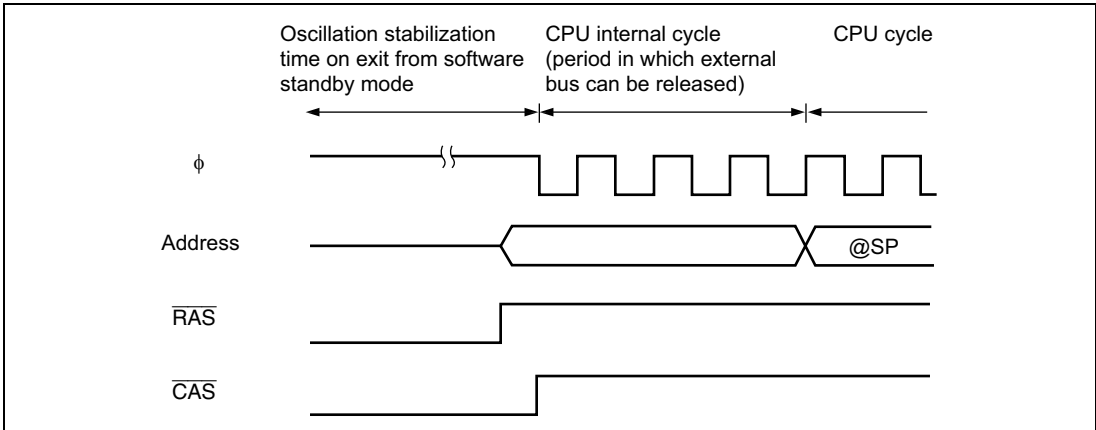 Oscillation stabilization
time on exit from software
standby mode
CPU internal cycle
(period in which external
bus can be released)
CPU cycle
ϕ
Address
@SP
RAS
CAS